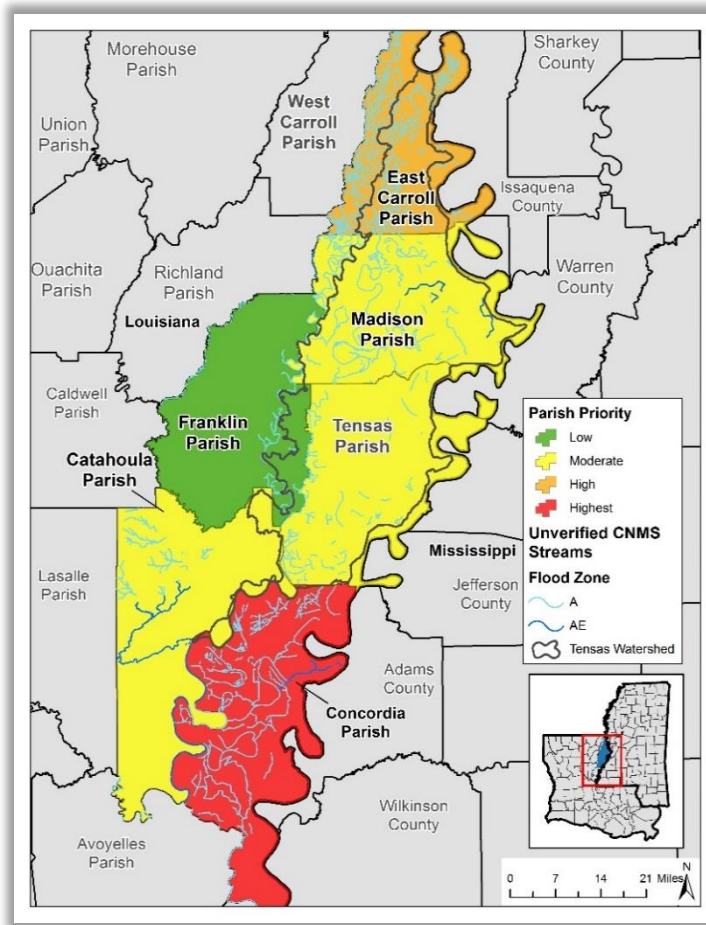 Morehouse
Parish
Sharkey
County
West
Carroll
Parish
Union
Parish
East
Carroll
Parish
Issaquena
County
Ouachita
Parish
Richland
Parish
Warren
County
Louisiana
Madison
Parish
Caldwell
Parish
Franklin
Parish
Tensas
Parish
Catahoula
Parish
Lasalle
Parish
Mississippi
Jefferson
County
Adams
County
Concordia
Parish
Wilkinson
County
Avoyelles
Parish
Parish Priority
Low
Moderate
High
Highest
Unverified CNMS
Streams
Flood Zone
A
AE
Tensas Watershed
N
0 7 14 21 Miles